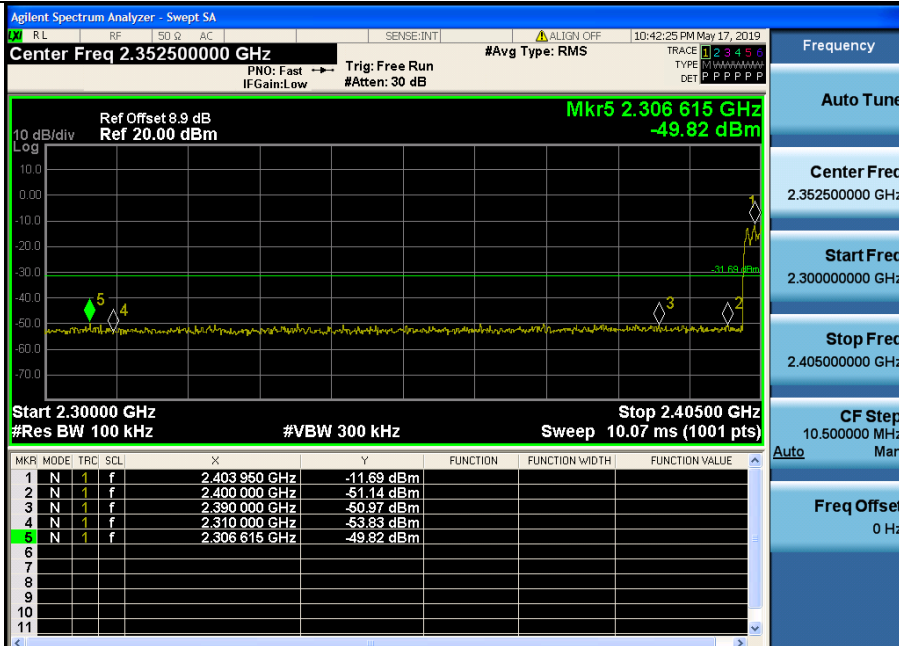 Agilent Spectrum Analyzer - Swept SA
LXI RL RF 50 Ω AC SENSE:INT ALIGN OFF 10:42:25 PM May 17, 2019
Center Freq 2.352500000 GHz #Avg Type: RMS TRACE 1 2 3 4 5 6
PNO: Fast Trig: Free Run TYPE M WWWWW
IFGain:Low #Atten: 30 dB DET P P P P P P
Mkr5 2.306 615 GHz
-49.82 dBm
Ref Offset 8.9 dB
10 dB/div Ref 20.00 dBm
Log
10.0
0.00
-10.0
-20.0
-30.0
-40.0
-50.0
-60.0
-70.0
1
-31.69 dBm
5
4
3
2
Start 2.30000 GHz Stop 2.40500 GHz
#Res BW 100 kHz #VBW 300 kHz Sweep 10.07 ms (1001 pts)
MKR MODE TRC SCL X Y FUNCTION FUNCTION WIDTH FUNCTION VALUE
1 N 1 f 2.403 950 GHz -11.69 dBm
2 N 1 f 2.400 000 GHz -51.14 dBm
3 N 1 f 2.390 000 GHz -50.97 dBm
4 N 1 f 2.310 000 GHz -53.83 dBm
5 N 1 f 2.306 615 GHz -49.82 dBm
6
7
8
9
10
11
Frequency
Auto Tune
Center Freq
2.352500000 GHz
Start Freq
2.300000000 GHz
Stop Freq
2.405000000 GHz
CF Step
10.500000 MHz
Auto Man
Freq Offset
0 Hz